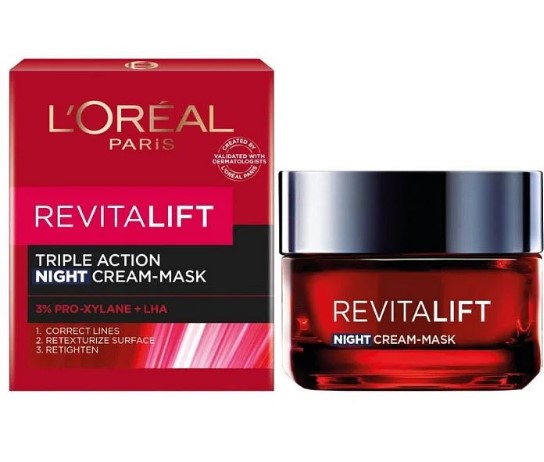 L'ORÉAL
PARIS
CREATED BY
VALIDATED WITH
DERMATOLOGISTS
L'ORÉAL PARIS
REVITALIFT
TRIPLE ACTION
NIGHT CREAM-MASK
3% PRO-XYLANE + LHA
1. CORRECT LINES
2. RETEXTURIZE SURFACE
3. RETIGHTEN
REVITALIFT
NIGHT CREAM-MASK